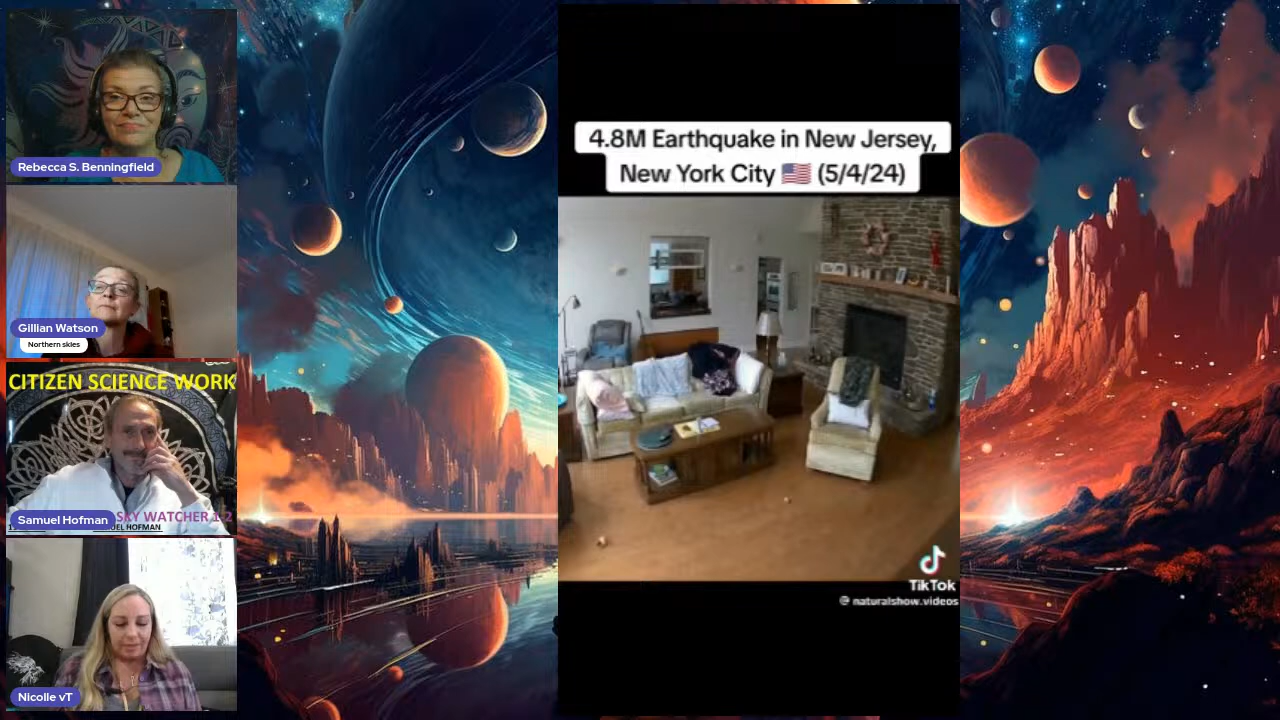 Rebecca S. Benningfield
Gillian Watson
Northern skies
CITIZEN SCIENCE WORK
SKY WATCHER 1.2
Samuel Hofman
Nicolle vT
4.8M Earthquake in New Jersey,
New York City 🇺🇸 (5/4/24)
TikTok
@ naturalshow.videos